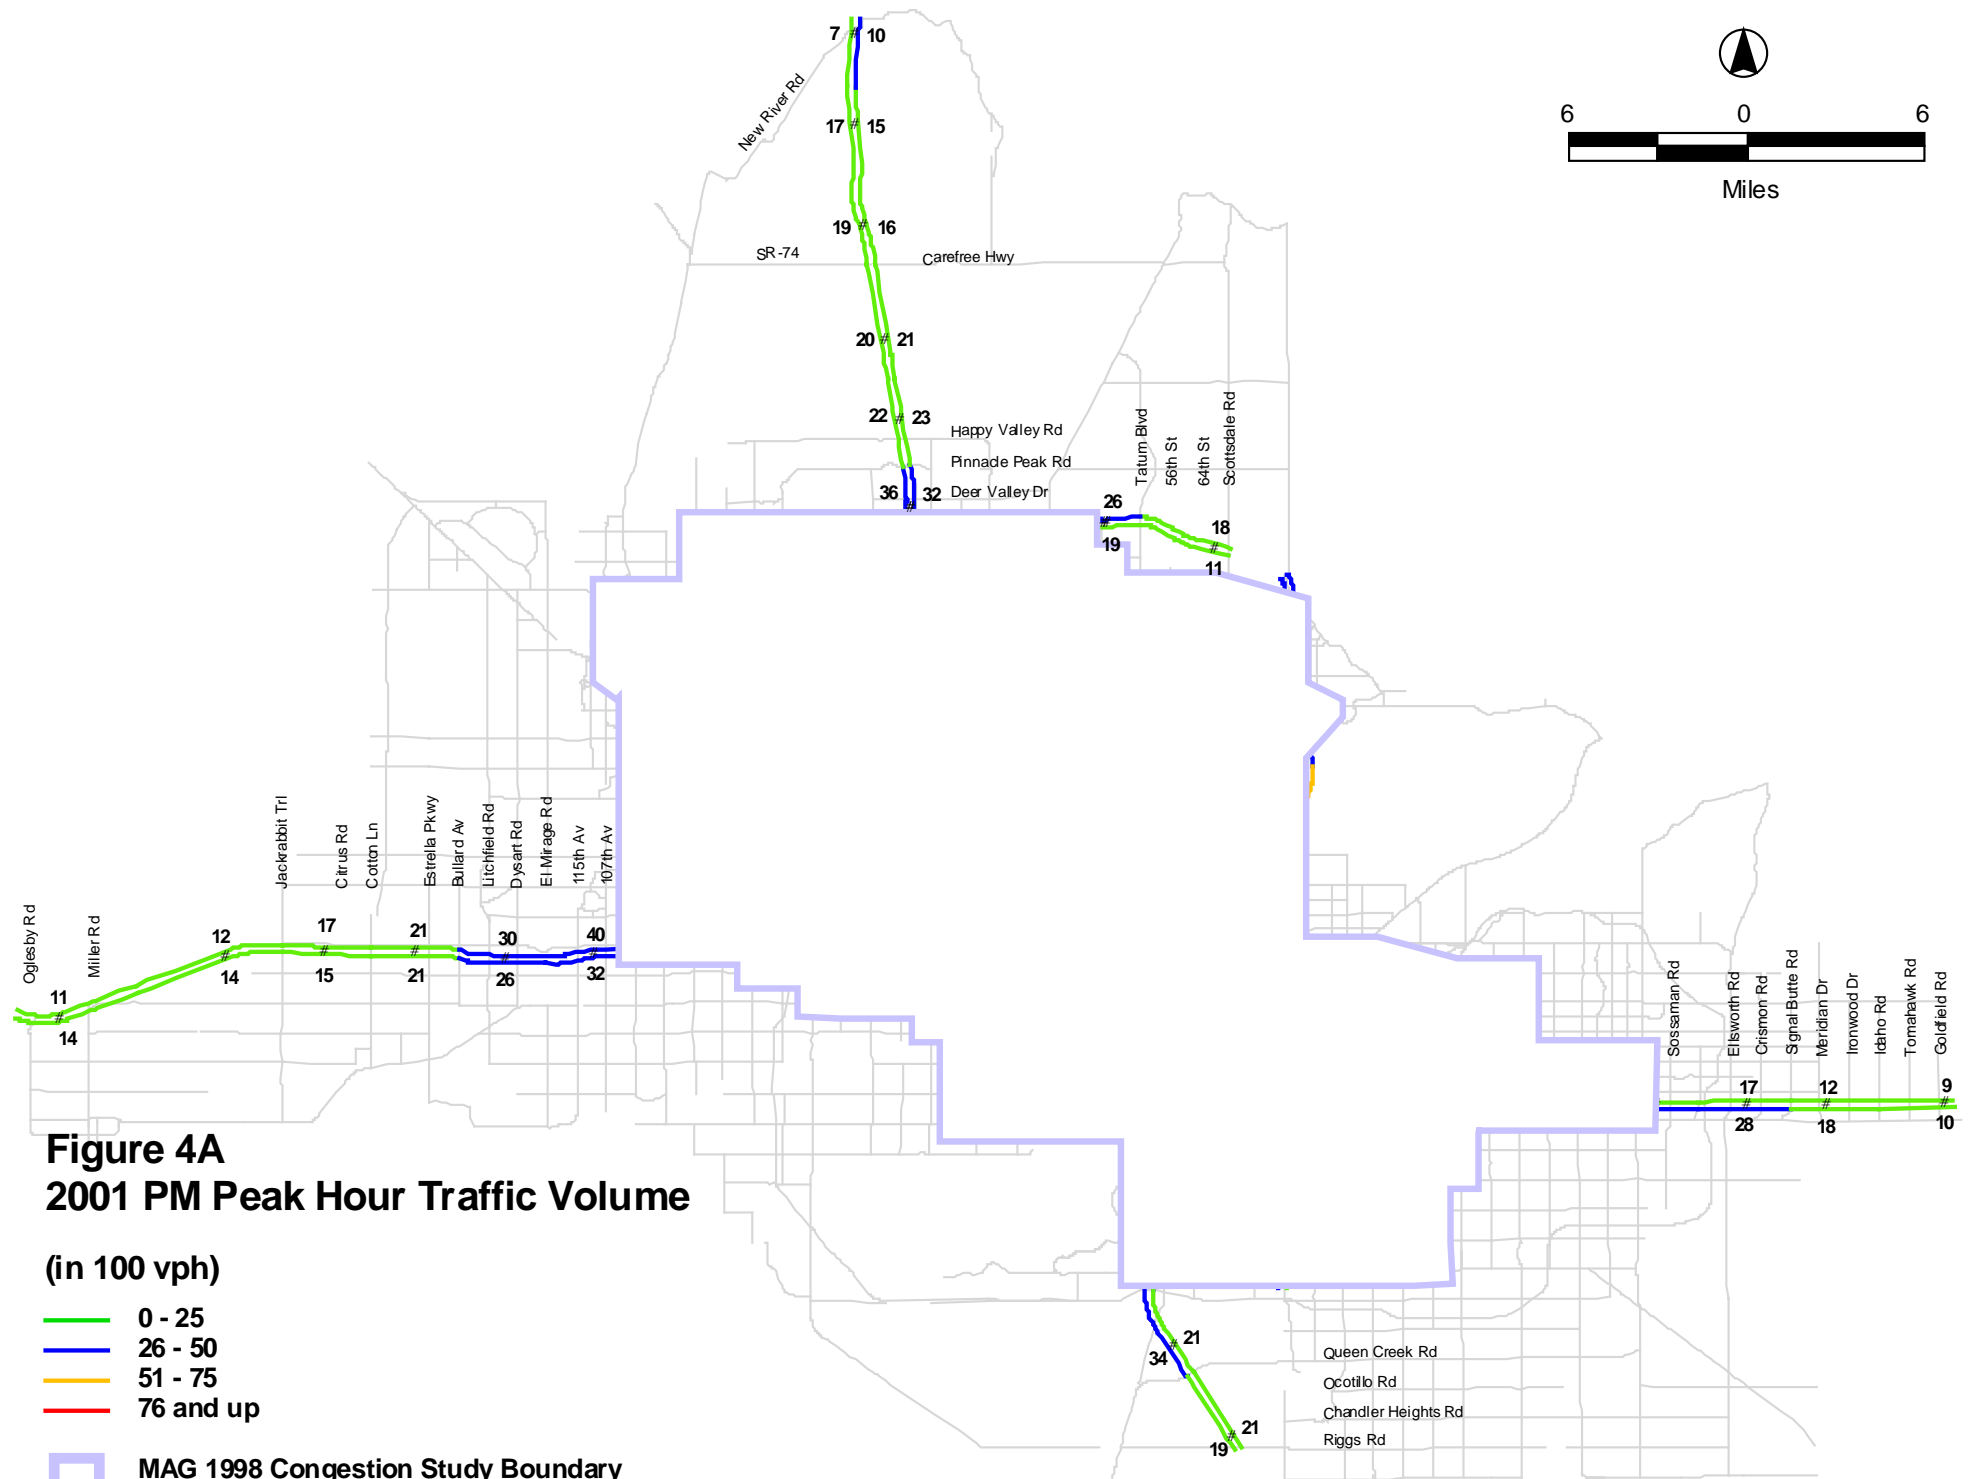 7 # 10
New River Rd
6 0 6
Miles
17 # 15
19 # 16
SR-74
Carefree Hwy
20 # 21
22 # 23
Happy Valley Rd
Pinnacle Peak Rd
Deer Valley Dr
36 # 32
Tatum Blvd
56th St
64th St
Scottsdale Rd
26
#
19
18
#
11
Oglesby Rd
Miller Rd
Jackrabbit Trl
Citrus Rd
Cotton Ln
Estrella Pkwy
Bullard Av
Litchfield Rd
Dysart Rd
El Mirage Rd
115th Av
107th Av
11
#
14
12
#
14
17
#
15
21
#
21
30
#
26
40
#
32
Sossaman Rd
Ellsworth Rd
Crismon Rd
Signal Butte Rd
Meridian Dr
Ironwood Dr
Idaho Rd
Tomahawk Rd
Goldfield Rd
17
#
28
12
#
18
9
#
10
Figure 4A
2001 PM Peak Hour Traffic Volume
(in 100 vph)
0 - 25
26 - 50
51 - 75
76 and up
MAG 1998 Congestion Study Boundary
# 21
34
# 21
19
Queen Creek Rd
Ocotillo Rd
Chandler Heights Rd
Riggs Rd